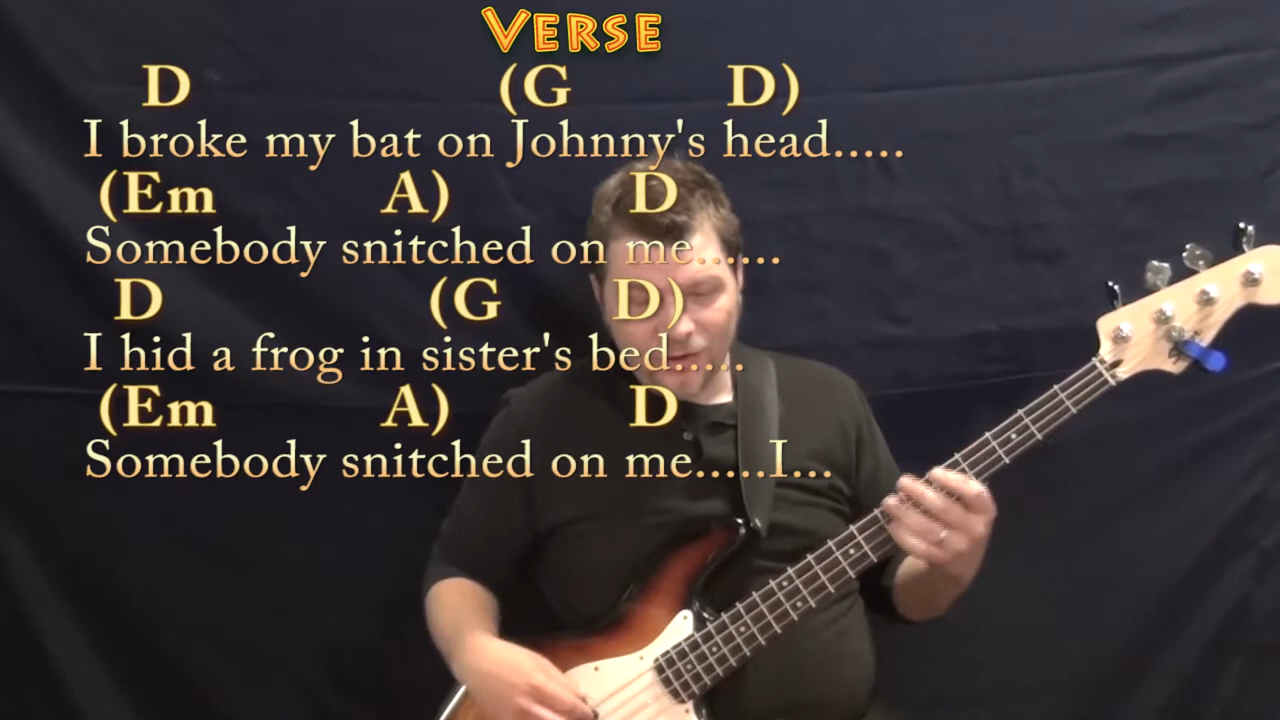 VERSE
D (G D)
I broke my bat on Johnny's head.....
(Em A) D
Somebody snitched on me......
D (G D)
I hid a frog in sister's bed.....
(Em A) D
Somebody snitched on me.....I...